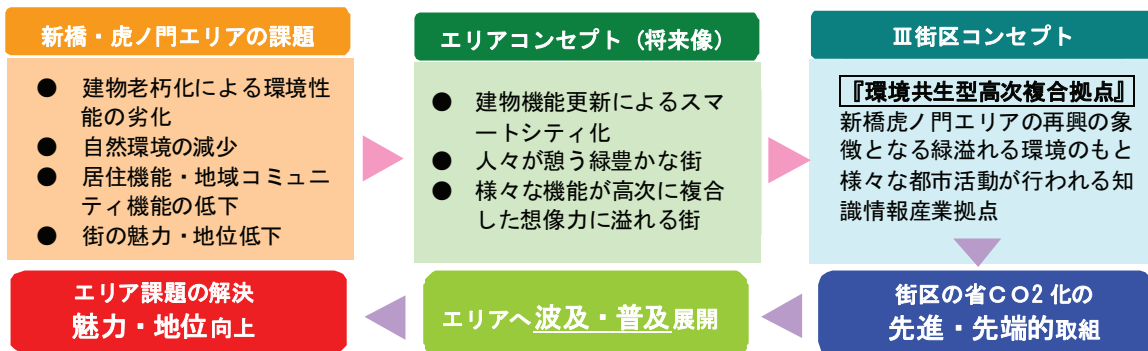 新橋・虎ノ門エリアの課題
● 建物老朽化による環境性
能の劣化
● 自然環境の減少
● 居住機能・地域コミュニ
ティ機能の低下
● 街の魅力・地位低下
エリアコンセプト（将来像）
● 建物機能更新によるスマ
ートシティ化
● 人々が憩う緑豊かな街
● 様々な機能が高次に複合
した想像力に溢れる街
Ⅲ街区コンセプト
『環境共生型高次複合拠点』
新橋虎ノ門エリアの再興の象
徴となる緑溢れる環境のもと
様々な都市活動が行われる知
識情報産業拠点
街区の省ＣＯ２化の
先進・先端的取組
エリアへ波及・普及展開
エリア課題の解決
魅力・地位向上